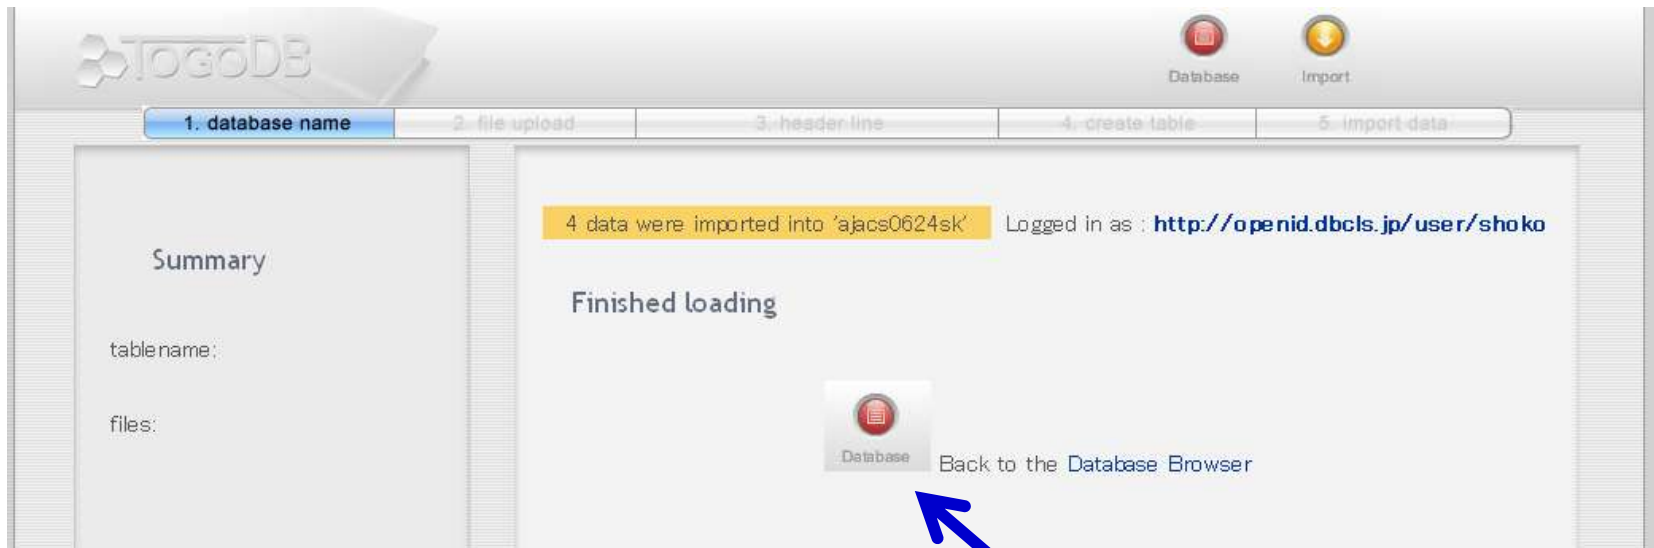 TOGODB
Database
Import
1. database name
2. file upload
3. header line
4. create table
5. import data
Summary
tablename:
files:
4 data were imported into 'ajacs0624sk'
Logged in as : http://openid.dbcls.jp/user/shoko
Finished loading
Database
Back to the Database Browser